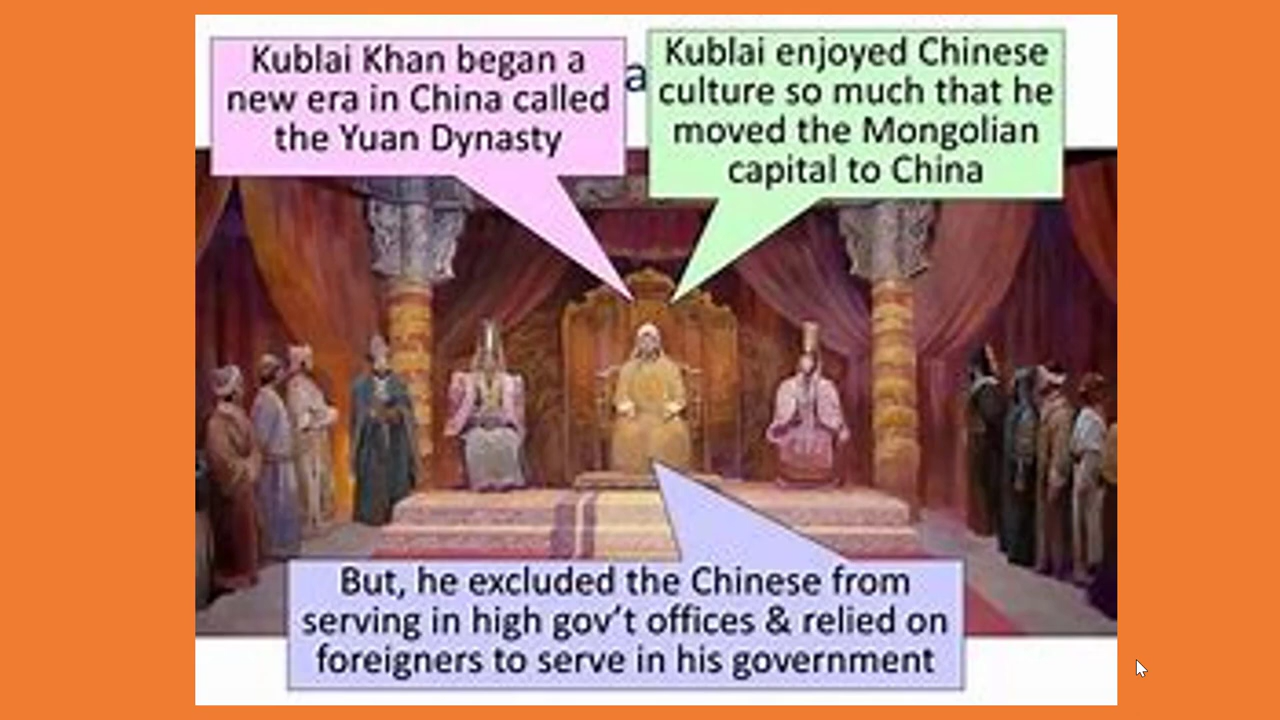 Kublai Khan began a
new era in China called
the Yuan Dynasty
a
Kublai enjoyed Chinese
culture so much that he
moved the Mongolian
capital to China
But, he excluded the Chinese from
serving in high gov't offices & relied on
foreigners to serve in his government